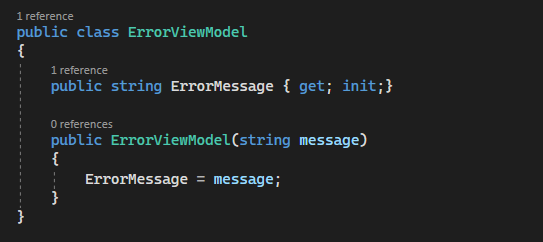 1 reference
public class ErrorViewModel
{
1 reference
public string ErrorMessage { get; init;}
0 references
public ErrorViewModel(string message)
{
ErrorMessage = message;
}
}